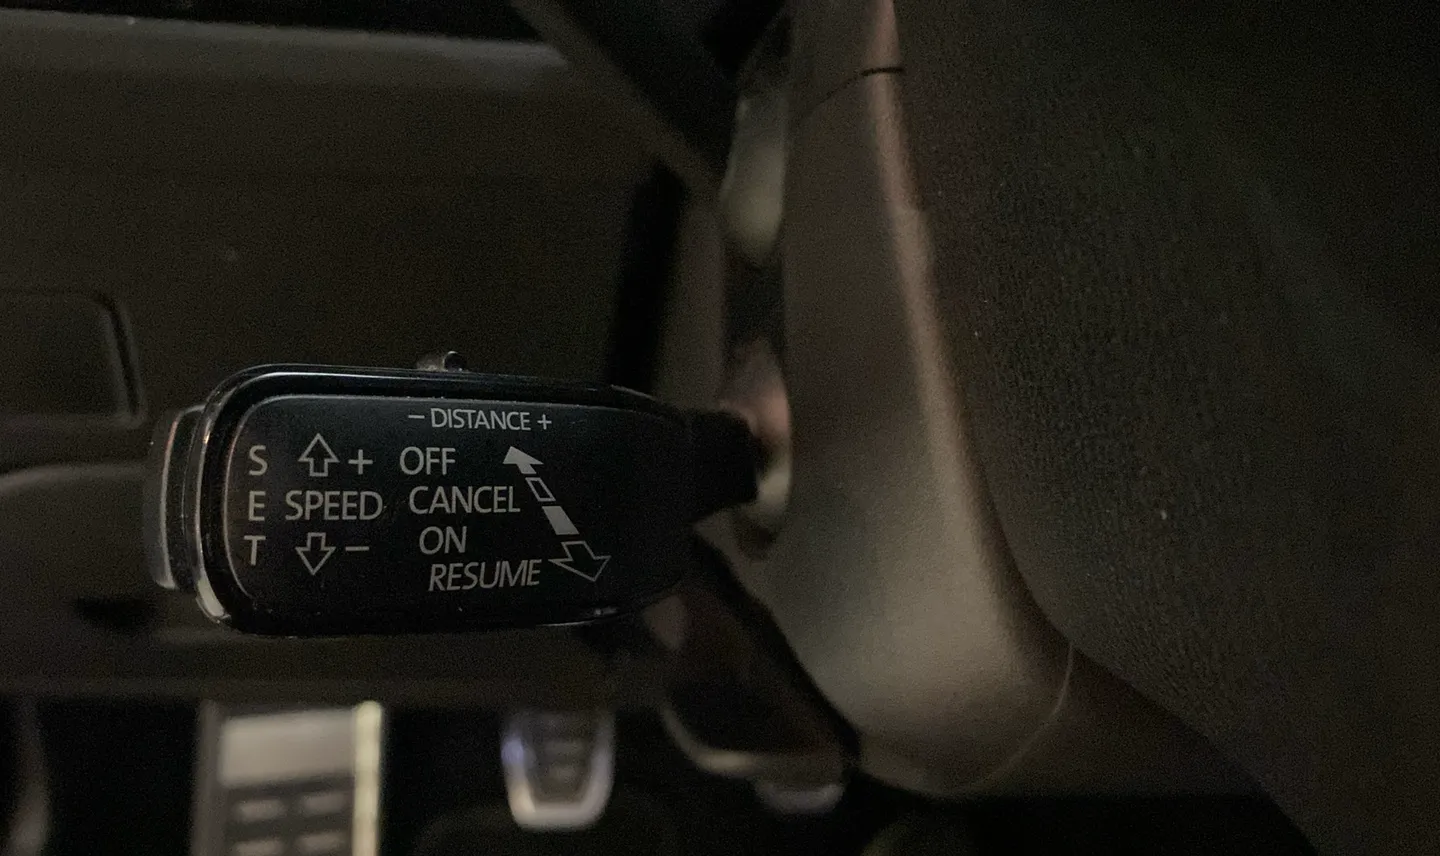 – DISTANCE +
S + OFF
E SPEED CANCEL
T – ON
RESUME